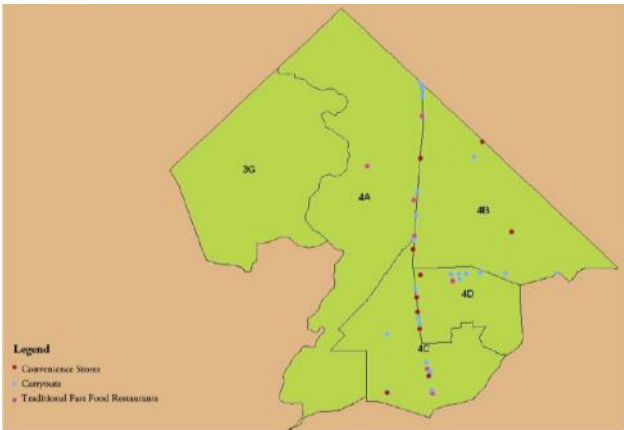 3G
4A
4B
4D
4C
Legend
Convenience Stores
Carryouts
Traditional Fast Food Restaurants